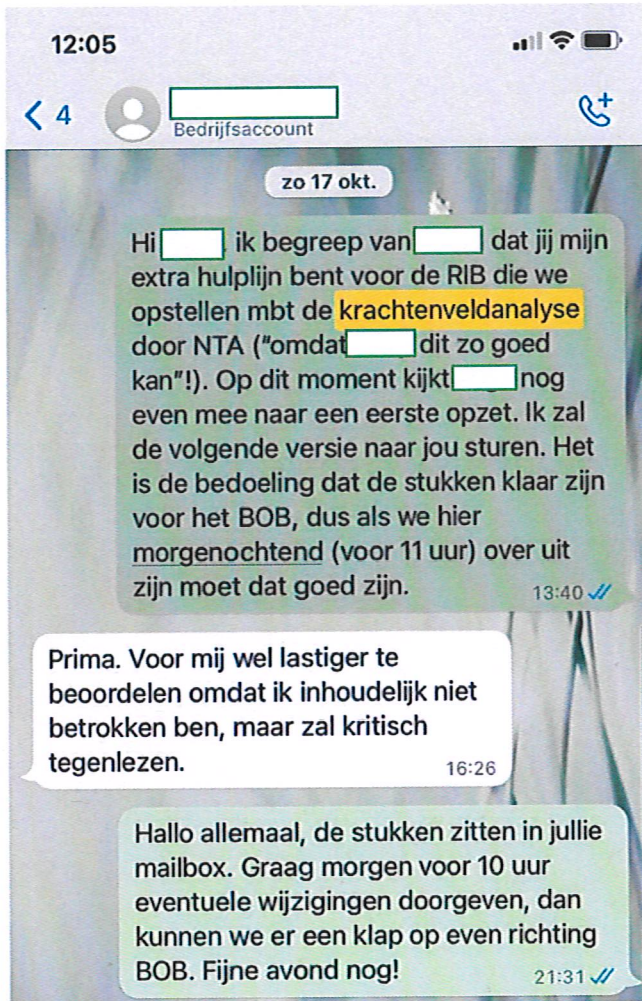 12:05
4
Bedrijfsaccount
zo 17 okt.
Hi ik begreep van dat jij mijn
extra hulplijn bent voor de RIB die we
opstellen mbt de krachtenveldanalyse
door NTA ("omdat dit zo goed
kan"!). Op dit moment kijkt nog
even mee naar een eerste opzet. Ik zal
de volgende versie naar jou sturen. Het
is de bedoeling dat de stukken klaar zijn
voor het BOB, dus als we hier
morgenochtend (voor 11 uur) over uit
zijn moet dat goed zijn.
13:40
Prima. Voor mij wel lastiger te
beoordelen omdat ik inhoudelijk niet
betrokken ben, maar zal kritisch
tegenlezen.
16:26
Hallo allemaal, de stukken zitten in jullie
mailbox. Graag morgen voor 10 uur
eventuele wijzigingen doorgeven, dan
kunnen we er een klap op even richting
BOB. Fijne avond nog!
21:31